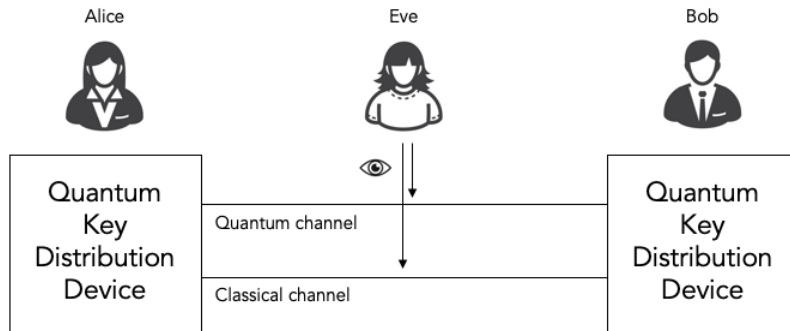 Alice
Eve
Bob
Quantum
Key
Distribution
Device
Quantum channel
Classical channel
Quantum
Key
Distribution
Device